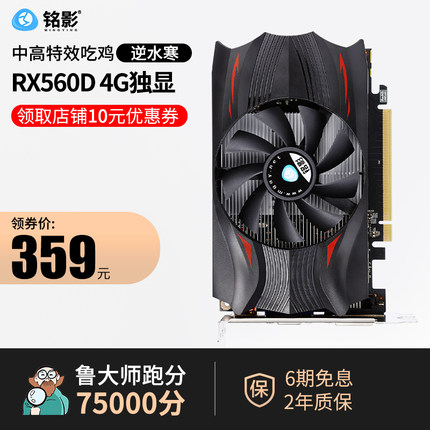 铭影
MINGYING
中高特效吃鸡 逆水寒
RX560D 4G独显
领取店铺10元优惠券
领券价:
359元
铭影
鲁大师跑分
75000分
保
6期免息
2年质保